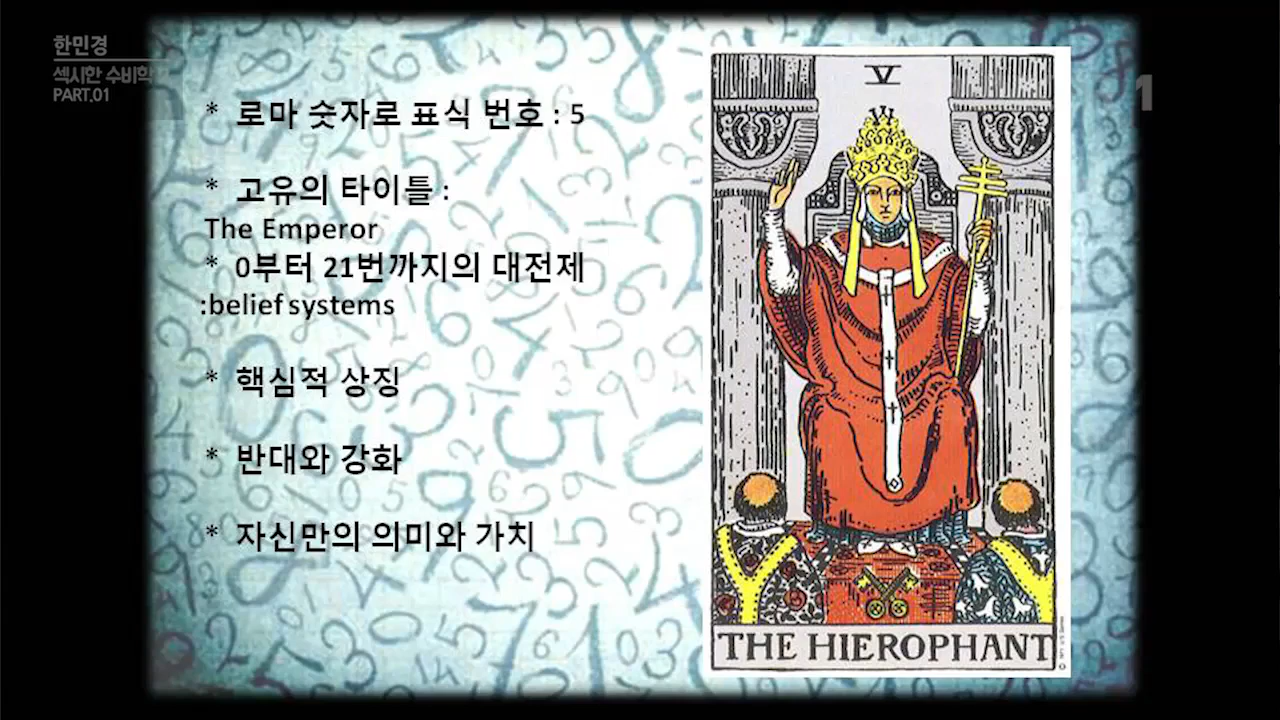 한민경
섹시한 수비학
PART.01
1
* 로마 숫자로 표식 번호 : 5
* 고유의 타이틀 :
The Emperor
* 0부터 21번까지의 대전제
:belief systems
* 핵심적 상징
* 반대와 강화
* 자신만의 의미와 가치
V
THE HIEROPHANT